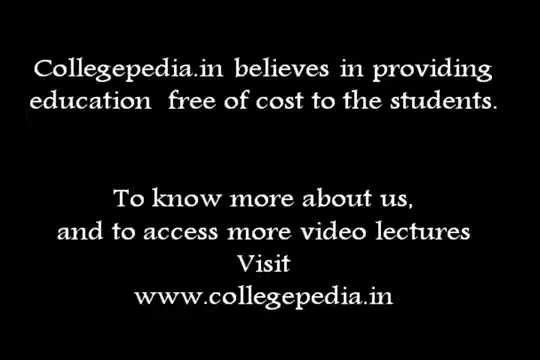 Collegepedia.in believes in providing
education free of cost to the students.
To know more about us,
and to access more video lectures
Visit
www.collegepedia.in